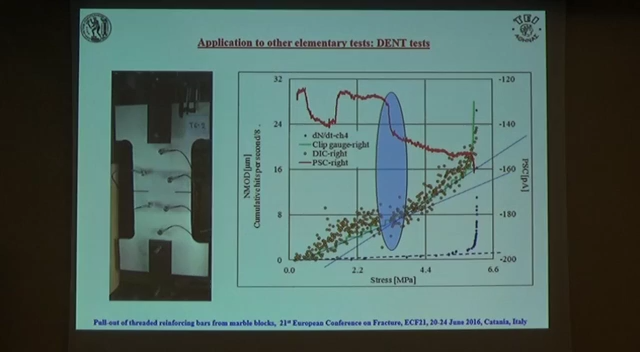 Application to other elementary tests: DENT tests
32
24
16
8
0
NMOD [μm]
Cumulative hits per second/8 .
dN/dt-ch4
Clip gauge-right
DIC-right
PSC-right
-120
-140
-160
-180
-200
PSC [pA]
0.0 2.2 4.4 6.6
Stress [MPa]
Pull-out of threaded reinforcing bars from marble blocks, 21st European Conference on Fracture, ECF21, 20-24 June 2016, Catania, Italy